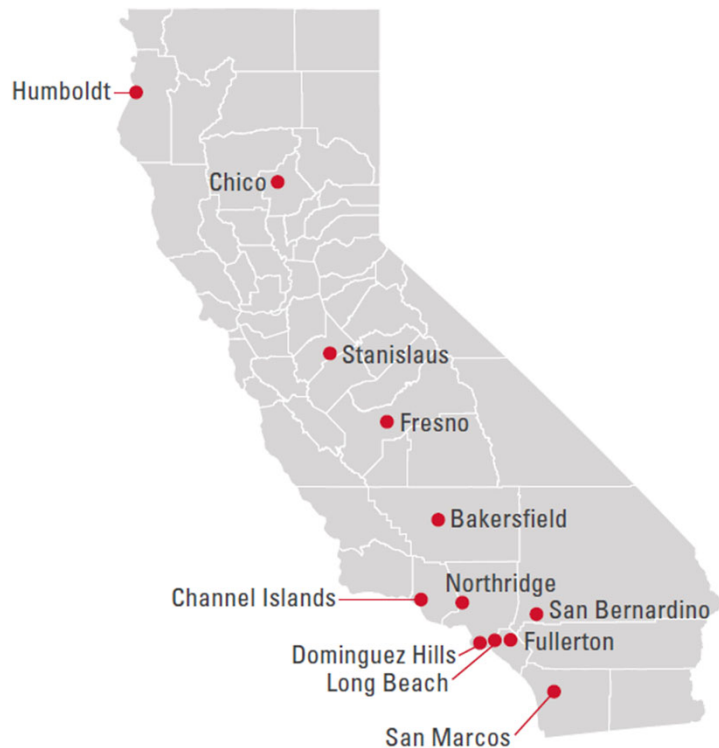 Humboldt
Chico
Stanislaus
Fresno
Bakersfield
Northridge
Channel Islands
San Bernardino
Fullerton
Dominguez Hills
Long Beach
San Marcos